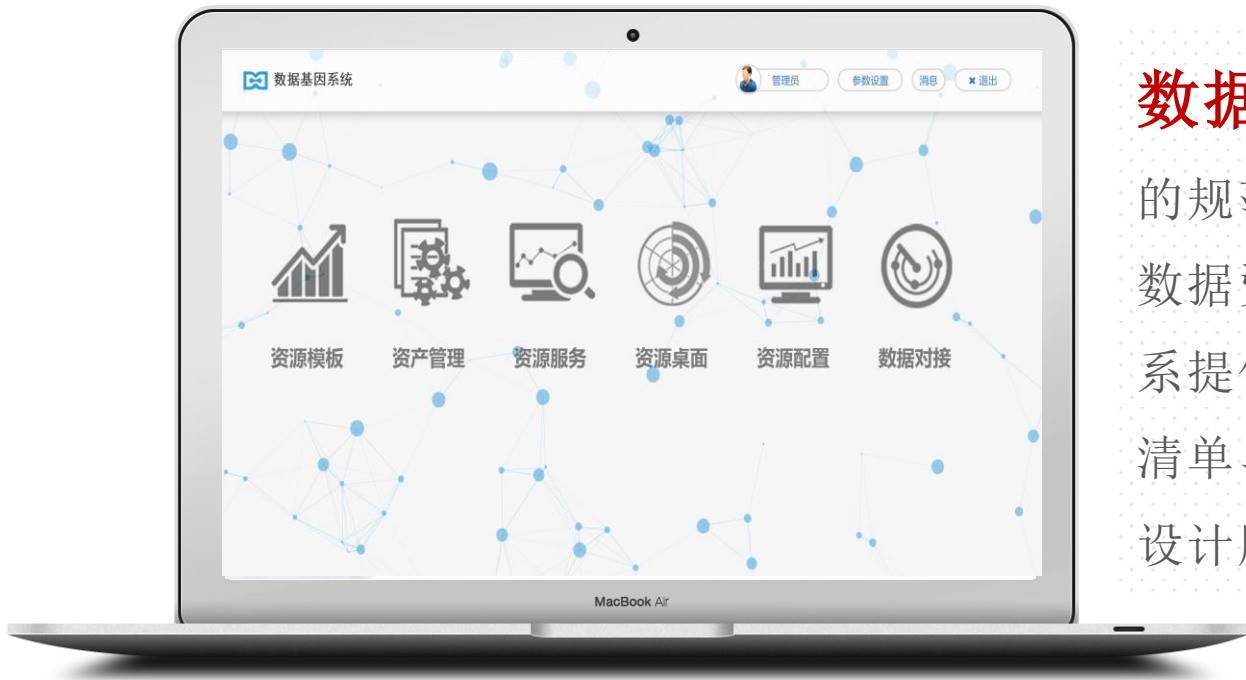 数据基因系统
管理员 参数设置 消息 × 退出
资源模板 资产管理 资源服务 资源桌面 资源配置 数据对接
MacBook Air
数据
的规
数据
系提
清单、
设计